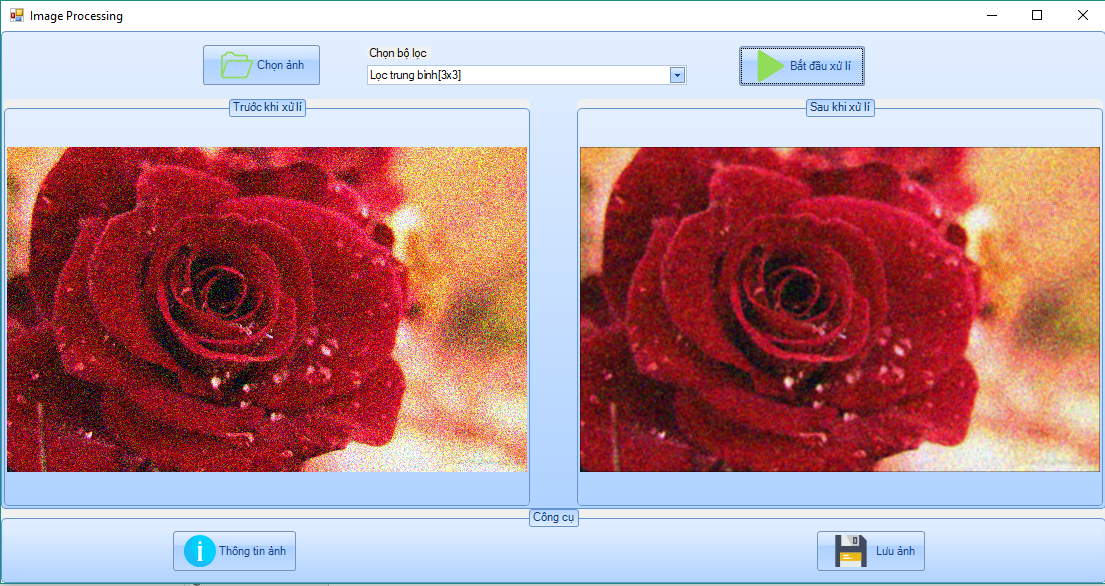 Image Processing
Chọn ảnh
Chọn bộ lọc
Lọc trung bình[3x3]
Bắt đầu xử lí
Trước khi xử lí
Sau khi xử lí
Công cụ
Thông tin ảnh
Lưu ảnh